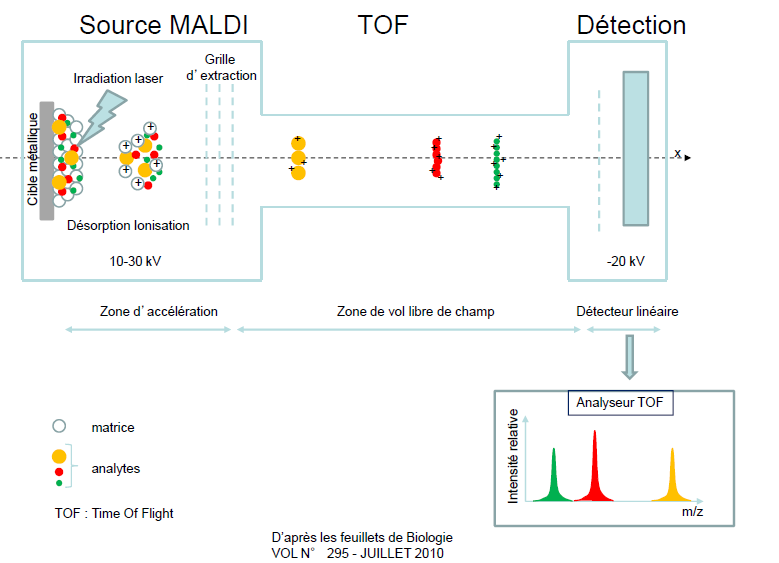 Source MALDI
TOF
Détection
Grille
d’ extraction
Irradiation laser
Cible métallique
x
Désorption Ionisation
10-30 kV
-20 kV
Zone d’ accélération
Zone de vol libre de champ
Détecteur linéaire
Analyseur TOF
Intensité relative
m/z
matrice
analytes
TOF : Time Of Flight
D’après les feuillets de Biologie
VOL N° 295 - JUILLET 2010